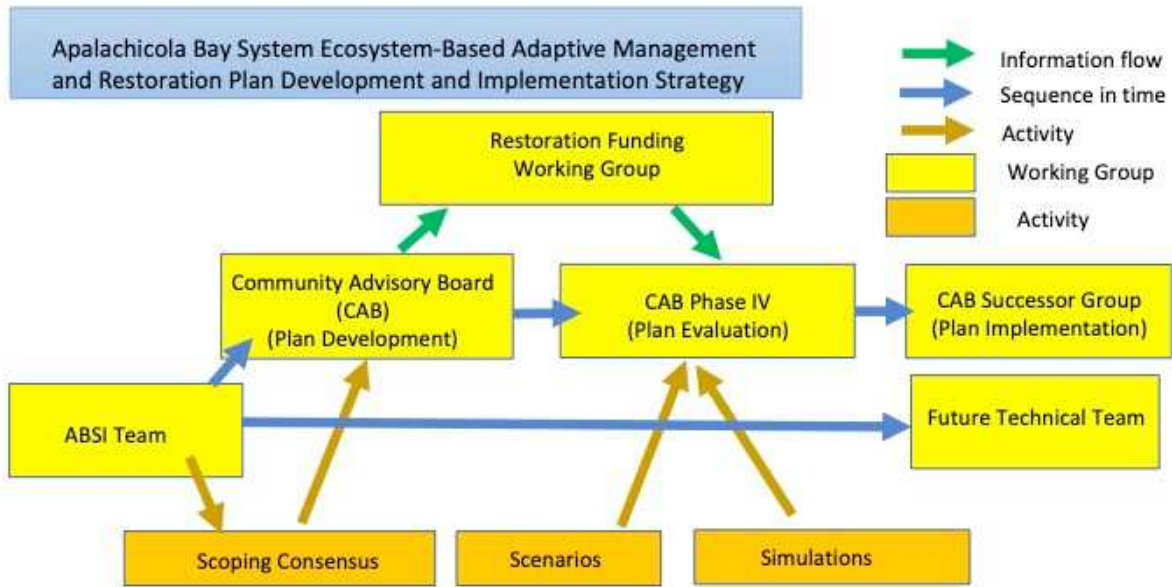 Apalachicola Bay System Ecosystem-Based Adaptive Management
and Restoration Plan Development and Implementation Strategy
Information flow
Sequence in time
Activity
Working Group
Activity
Restoration Funding
Working Group
Community Advisory Board
(CAB)
(Plan Development)
CAB Phase IV
(Plan Evaluation)
CAB Successor Group
(Plan Implementation)
ABSI Team
Future Technical Team
Scoping Consensus
Scenarios
Simulations